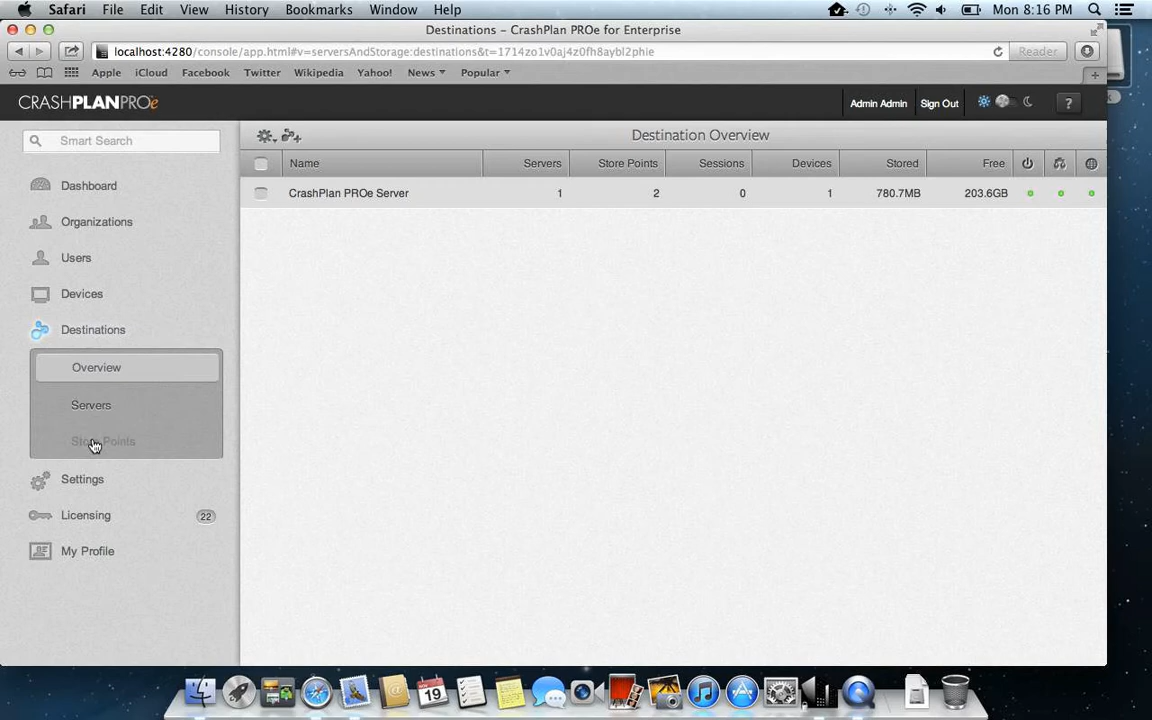 Safari File Edit View History Bookmarks Window Help Mon 8:16 PM
Destinations – CrashPlan PROe for Enterprise
localhost:4280/console/app.html#v=serversAndStorage:destinations&t=1714zo1v0aj4z0fh8aybl2phie Reader
Apple iCloud Facebook Twitter Wikipedia Yahoo! News Popular
CRASHPLANPROe Admin Admin Sign Out ?
Smart Search
Destination Overview
Name Servers Store Points Sessions Devices Stored Free
CrashPlan PROe Server 1 2 0 1 780.7MB 203.6GB
Dashboard
Organizations
Users
Devices
Destinations
Overview
Servers
Store Points
Settings
Licensing 22
My Profile
19